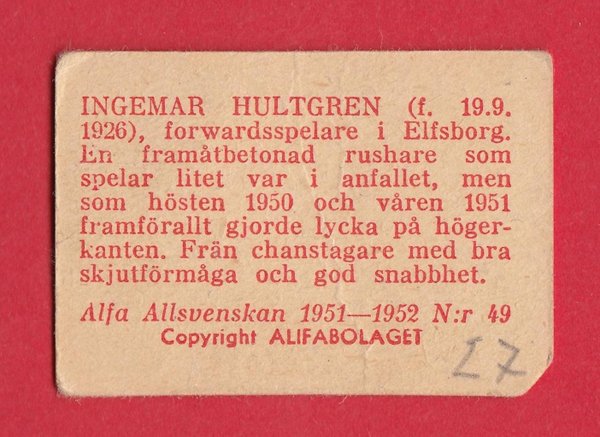 INGEMAR HULTGREN (f. 19.9.
1926), forwardsspelare i Elfsborg.
En framåtbetonad rushare som
spelar litet var i anfallet, men
som hösten 1950 och våren 1951
framförallt gjorde lycka på höger-
kanten. Frän chanstagare med bra
skjutförmåga och god snabbhet.
Alfa Allsvenskan 1951—1952 N:r 49
Copyright ALIFABOLAGET
27